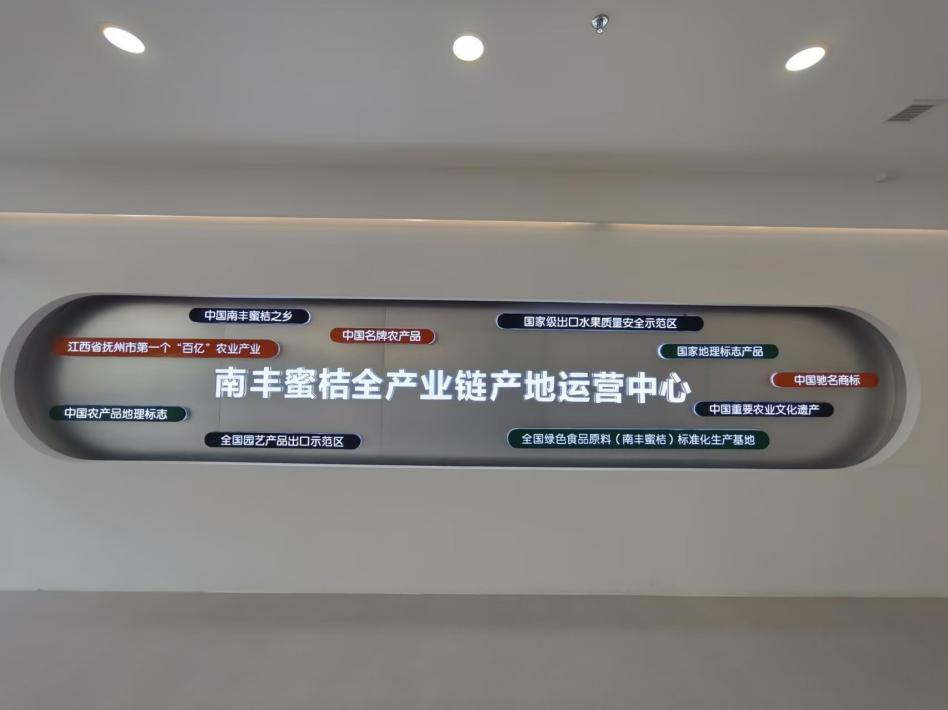 中国南丰蜜桔之乡
国家级出口水果质量安全示范区
中国名牌农产品
江西省抚州市第一个“百亿”农业产业
国家地理标志产品
中国驰名商标
南丰蜜桔全产业链产地运营中心
中国农产品地理标志
中国重要农业文化遗产
全国园艺产品出口示范区
全国绿色食品原料（南丰蜜桔）标准化生产基地